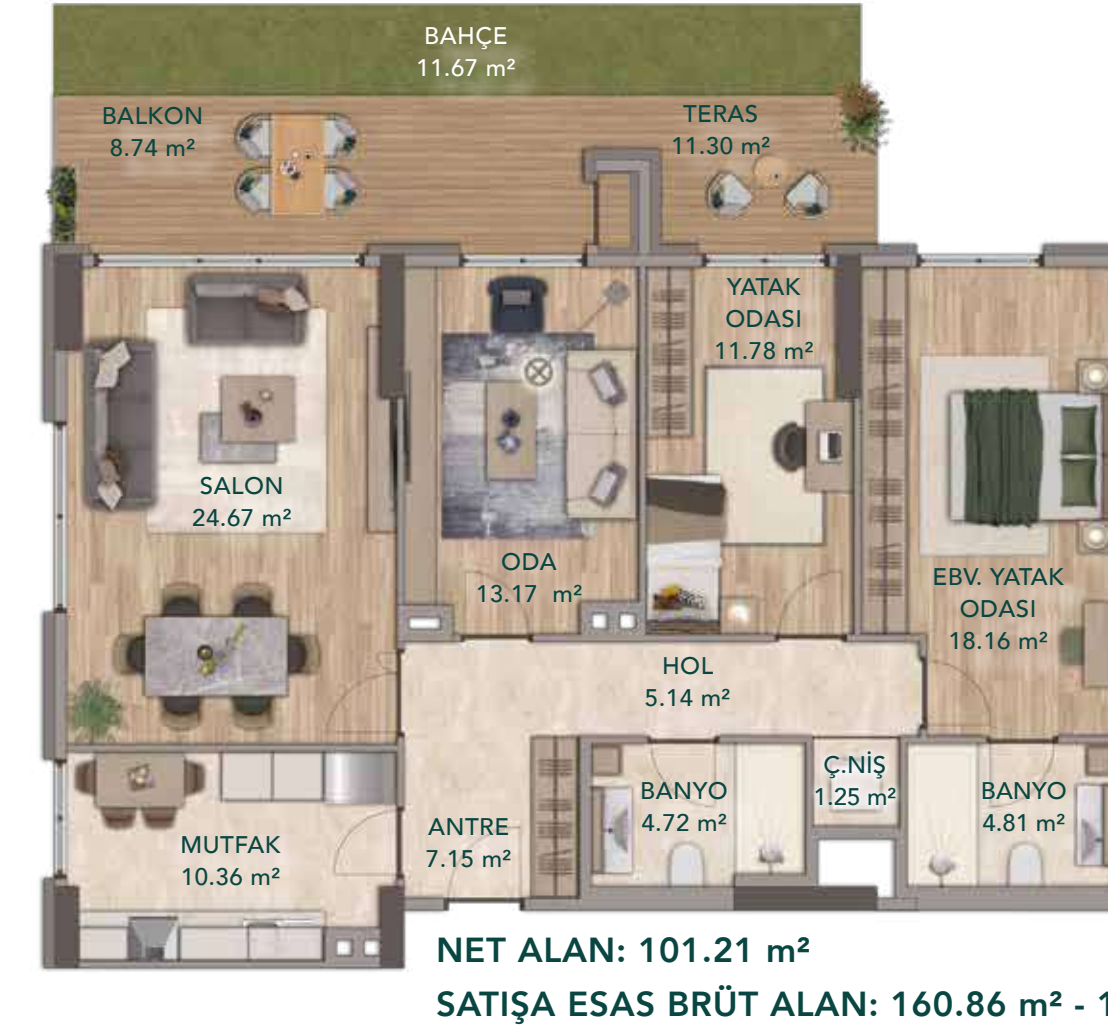 BAHÇE
11.67 m²
BALKON
8.74 m²
TERAS
11.30 m²
YATAK
ODASI
11.78 m²
SALON
24.67 m²
ODA
13.17 m²
EBV. YATAK
ODASI
18.16 m²
HOL
5.14 m²
MUTFAK
10.36 m²
ANTRE
7.15 m²
BANYO
4.72 m²
Ç.NİŞ
1.25 m²
BANYO
4.81 m²
NET ALAN: 101.21 m²
SATIŞA ESAS BRÜT ALAN: 160.86 m² - 1